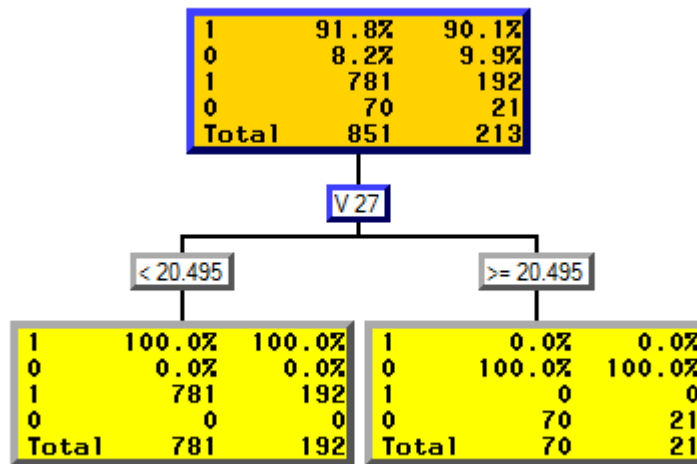 1 91.8% 90.1%
0 8.2% 9.9%
1 781 192
0 70 21
Total 851 213
V 27
< 20.495
>= 20.495
1 100.0% 100.0%
0 0.0% 0.0%
1 781 192
0 0 0
Total 781 192
1 0.0% 0.0%
0 100.0% 100.0%
1 0 0
0 70 21
Total 70 21